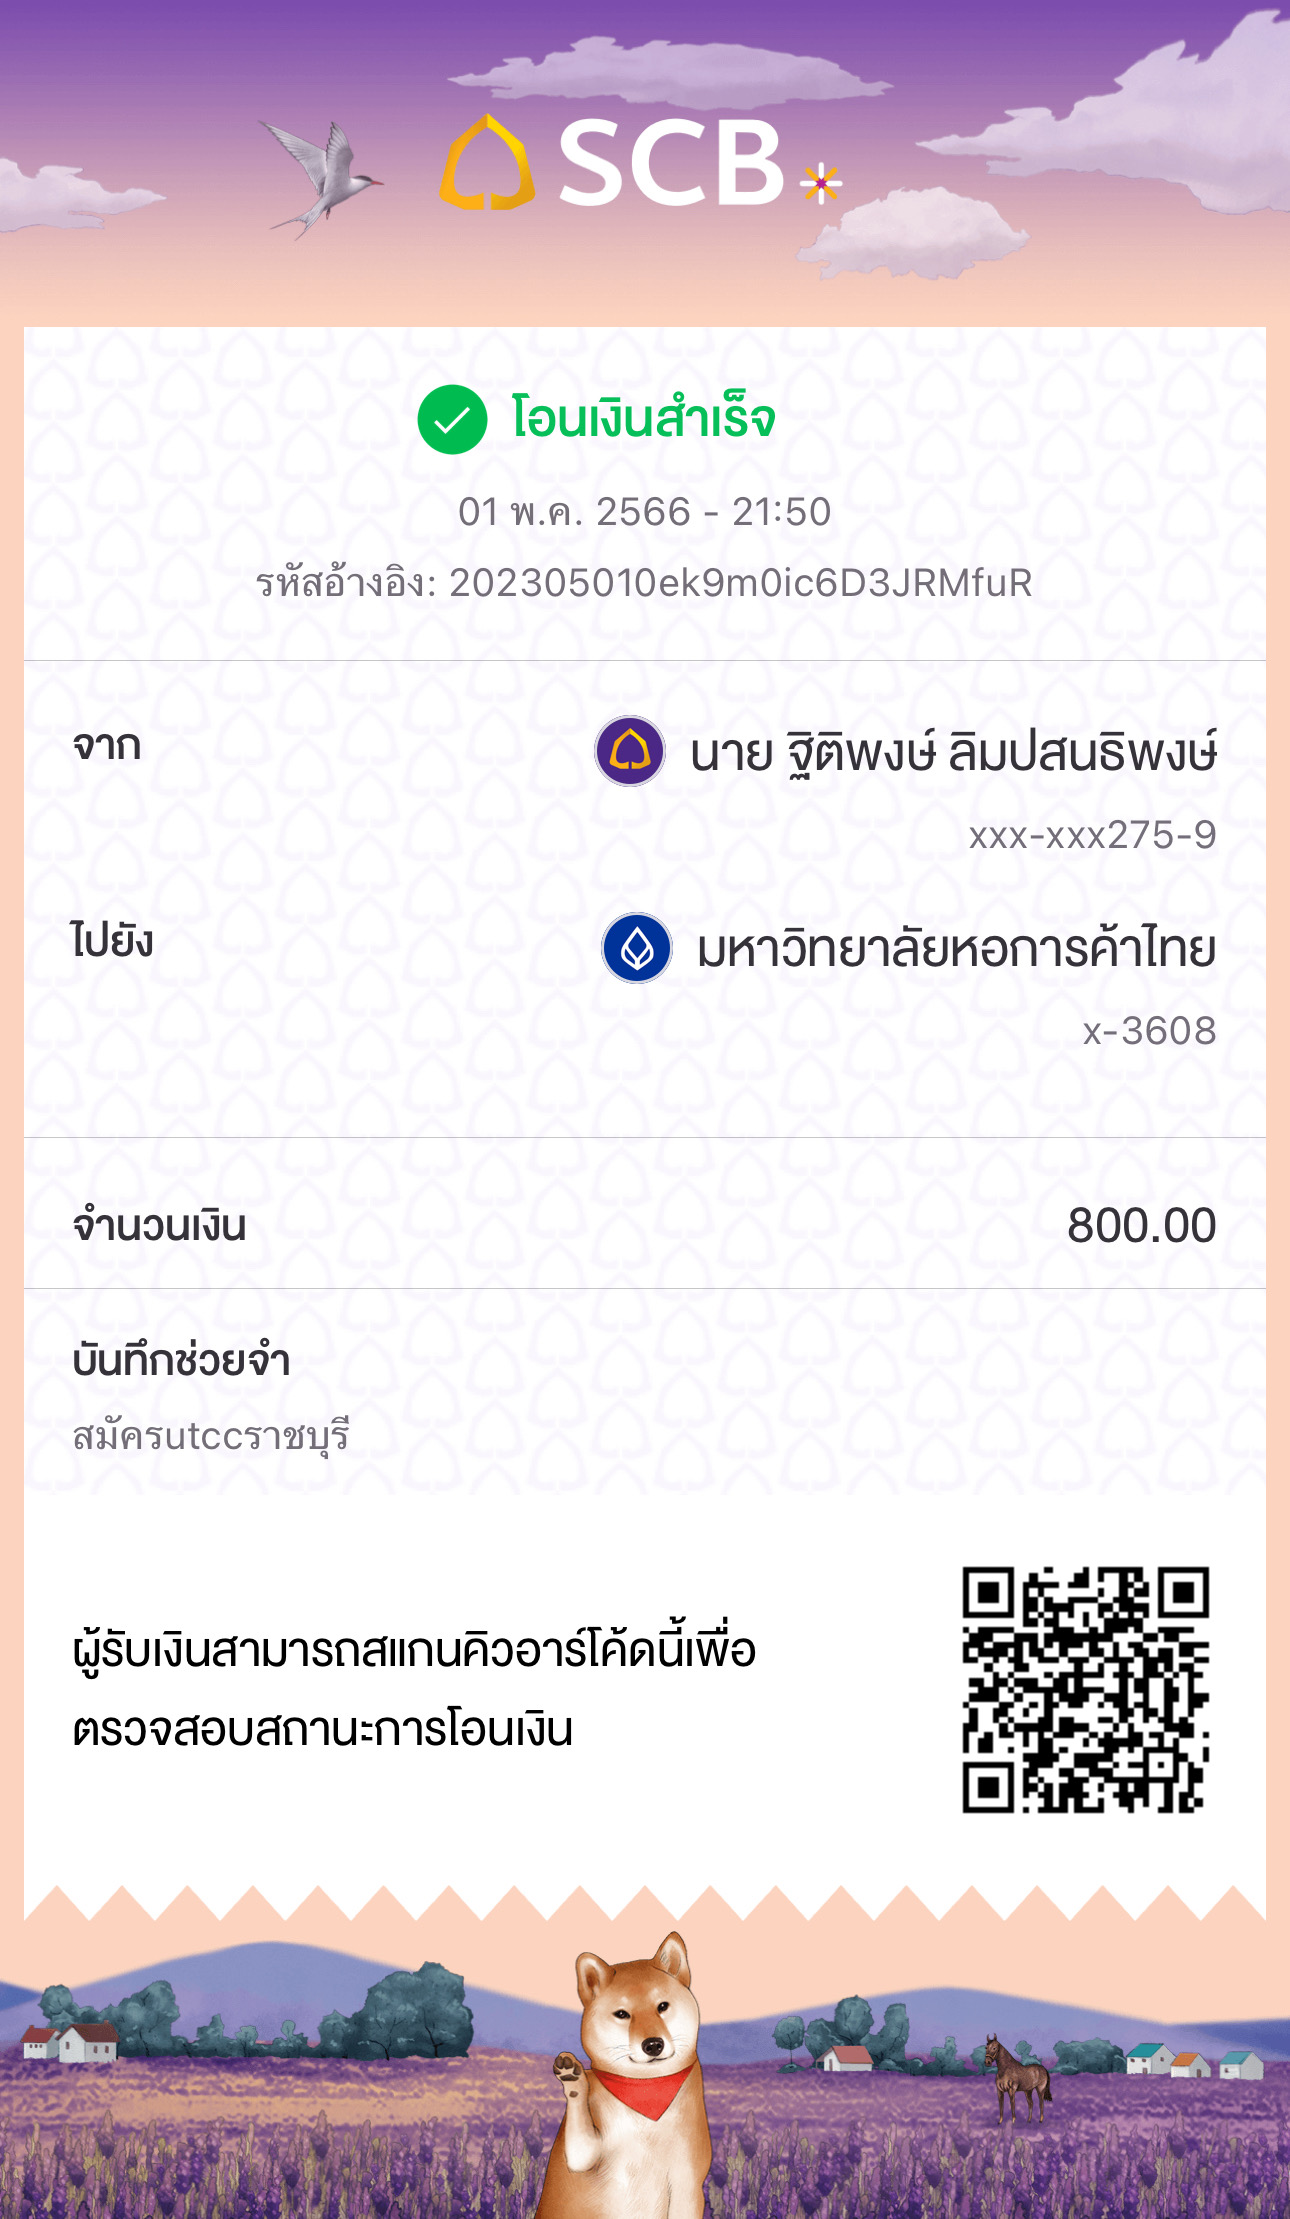 SCB
โอนเงินสำเร็จ
01 พ.ค. 2566 - 21:50
รหัสอ้างอิง: 202305010ek9m0ic6D3JRMfuR
จาก
นาย ฐิติพงษ์ ลิมปสนธิพงษ์
xxx-xxx275-9
ไปยัง
มหาวิทยาลัยหอการค้าไทย
x-3608
จำนวนเงิน
800.00
บันทึกช่วยจำ
สมัครutccราชบุรี
ผู้รับเงินสามารถสแกนคิวอาร์โค้ดนี้เพื่อ
ตรวจสอบสถานะการโอนเงิน